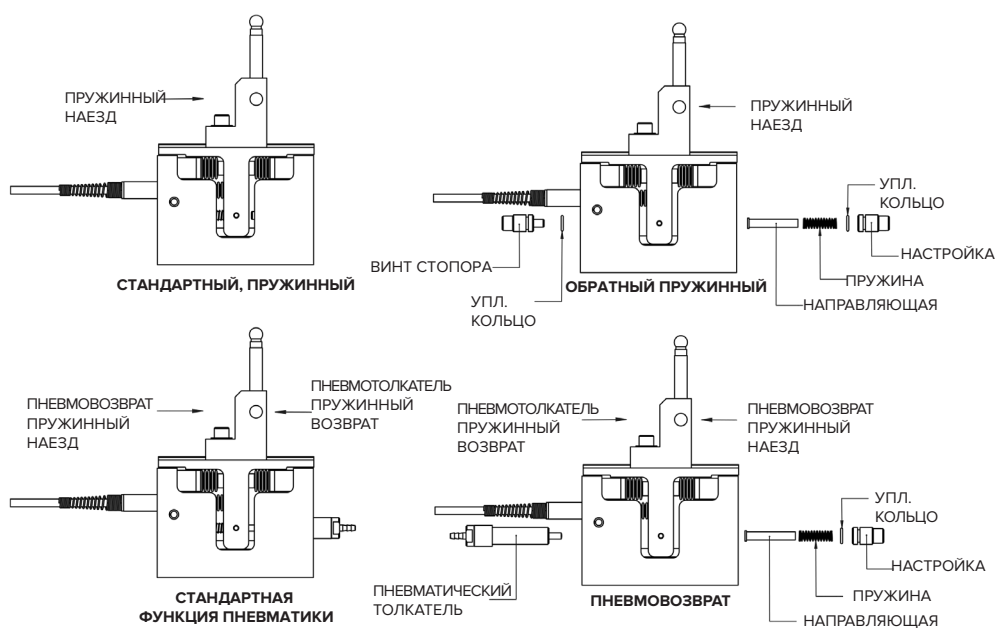 ПРУЖИННЫЙ
НАЕЗД
СТАНДАРТНЫЙ, ПРУЖИННЫЙ
ПРУЖИННЫЙ
НАЕЗД
УПЛ.
КОЛЬЦО
НАСТРОЙКА
ПРУЖИНА
НАПРАВЛЯЮЩАЯ
ВИНТ СТОПОРА
УПЛ.
КОЛЬЦО
ОБРАТНЫЙ ПРУЖИННЫЙ
ПНЕВМОВОЗВРАТ
ПРУЖИННЫЙ
НАЕЗД
ПНЕВМОТОЛКАТЕЛЬ
ПРУЖИННЫЙ
ВОЗВРАТ
СТАНДАРТНАЯ
ФУНКЦИЯ ПНЕВМАТИКИ
ПНЕВМОТОЛКАТЕЛЬ
ПРУЖИННЫЙ
ВОЗВРАТ
ПНЕВМОВОЗВРАТ
ПРУЖИННЫЙ
НАЕЗД
УПЛ.
КОЛЬЦО
НАСТРОЙКА
ПРУЖИНА
НАПРАВЛЯЮЩАЯ
ПНЕВМАТИЧЕСКИЙ
ТОЛКАТЕЛЬ
ПНЕВМОВОЗВРАТ